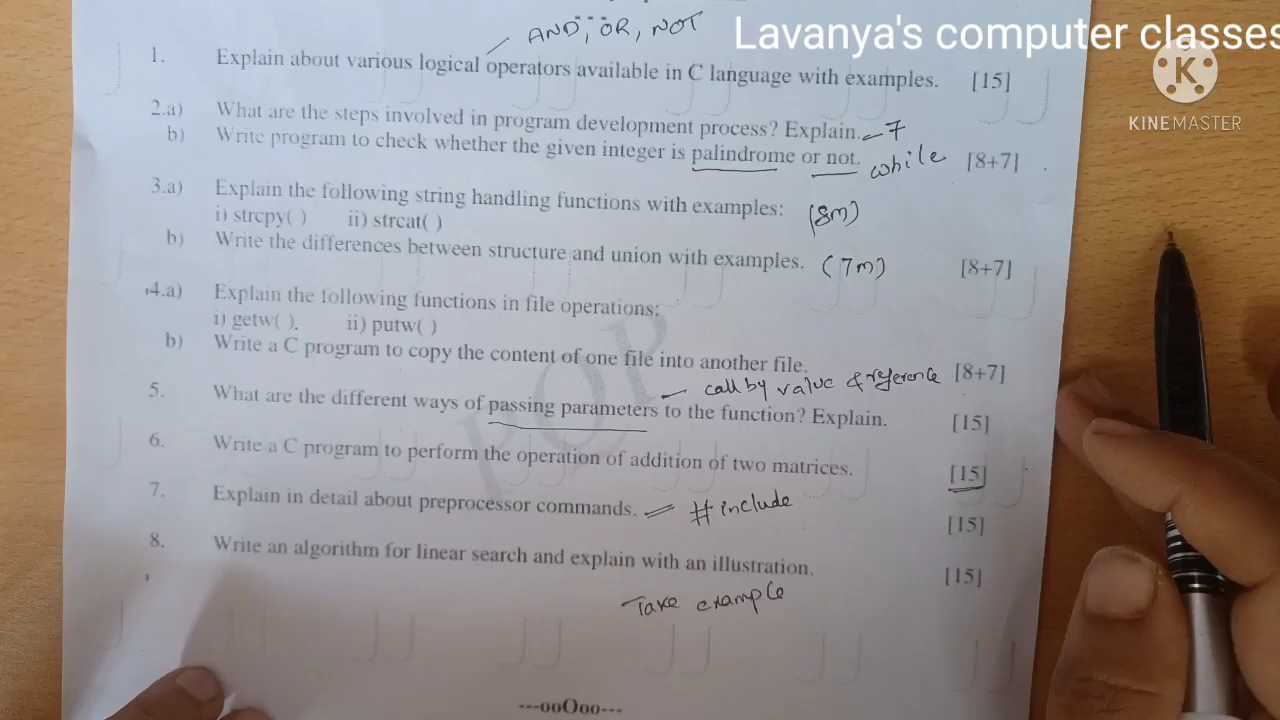 AND, OR, NOT
Lavanya's computer classes
K
KINEMASTER
1. Explain about various logical operators available in C language with examples. [15]
2.a) What are the steps involved in program development process? Explain. 7
b) Write program to check whether the given integer is palindrome or not. while [8+7]
3.a) Explain the following string handling functions with examples: (8m)
i) strcpy( ) ii) strcat( )
b) Write the differences between structure and union with examples. (7m) [8+7]
4.a) Explain the following functions in file operations:
i) getw( ). ii) putw( )
b) Write a C program to copy the content of one file into another file. [8+7]
call by value & reference
5. What are the different ways of passing parameters to the function? Explain. [15]
6. Write a C program to perform the operation of addition of two matrices. [15]
7. Explain in detail about preprocessor commands. #include [15]
8. Write an algorithm for linear search and explain with an illustration. [15]
Take example
---ooOoo---